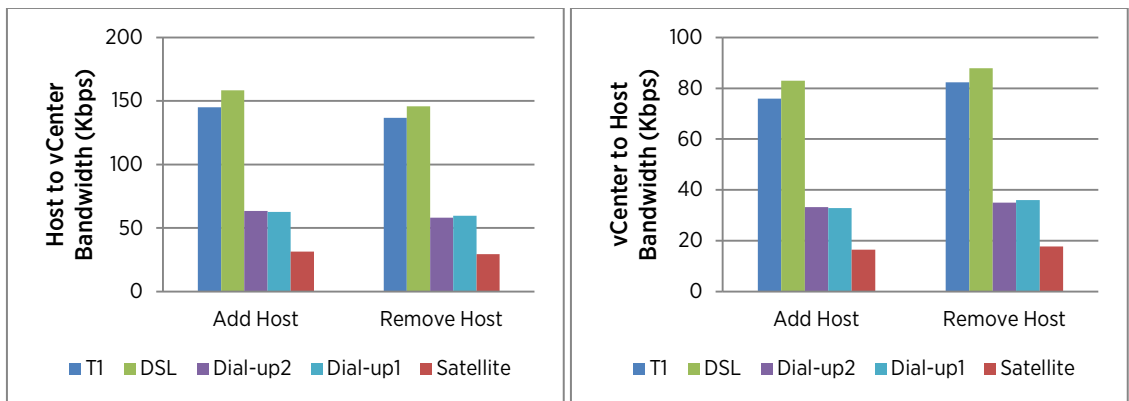 Host to vCenter
Bandwidth (Kbps)
200
150
100
50
0
Add Host
Remove Host
T1
DSL
Dial-up2
Dial-up1
Satellite
vCenter to Host
Bandwidth (Kbps)
100
80
60
40
20
0
Add Host
Remove Host
T1
DSL
Dial-up2
Dial-up1
Satellite